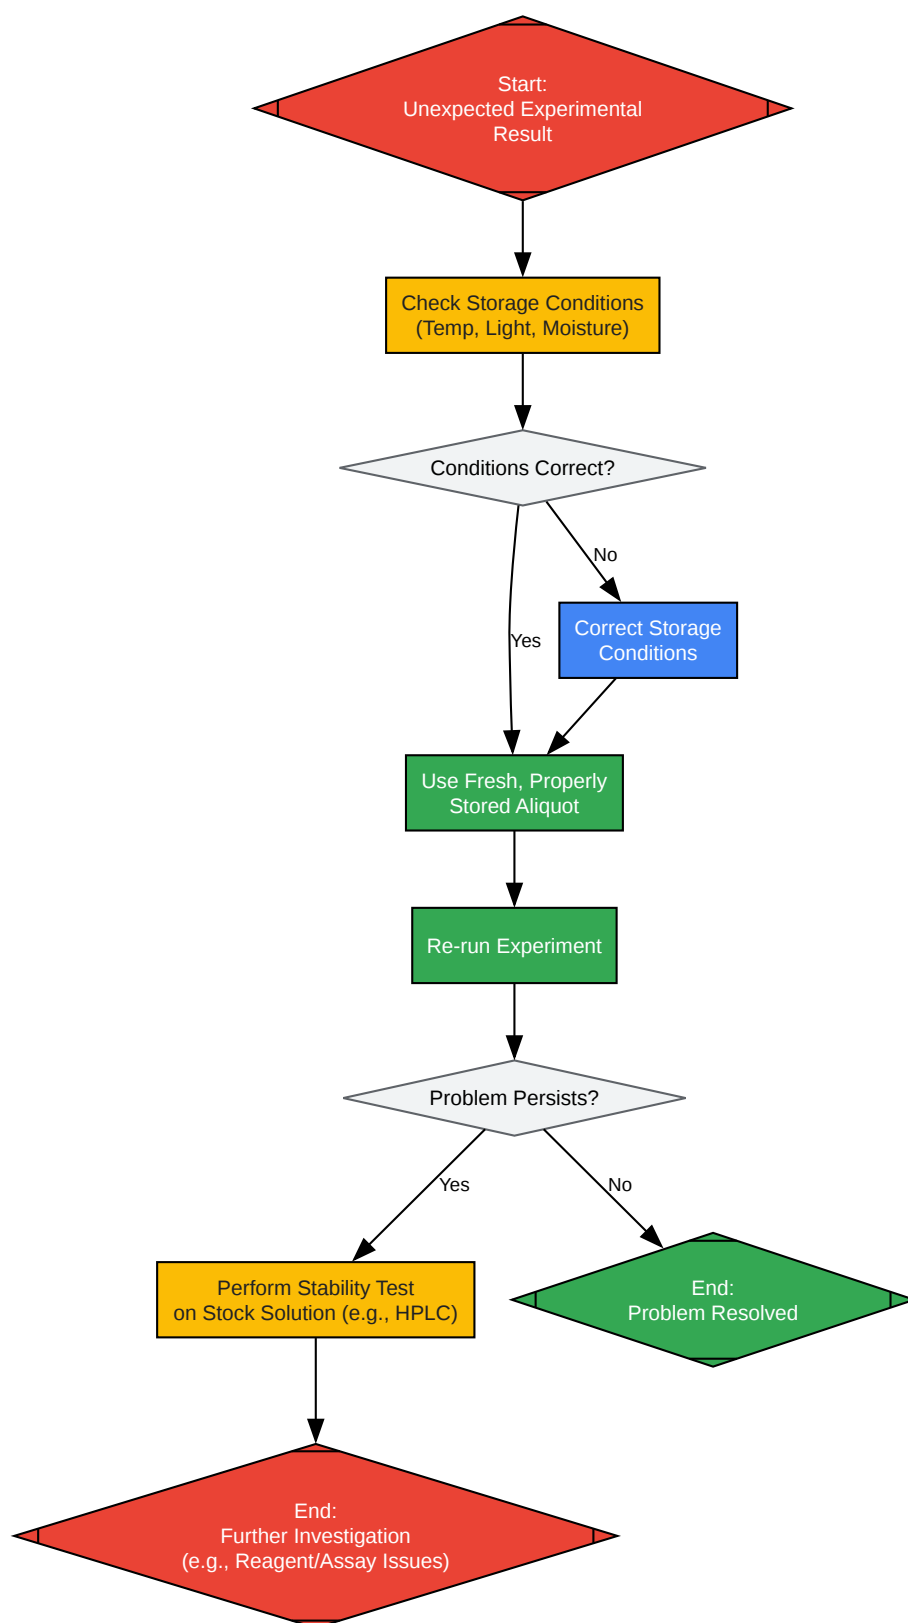 Start:
Unexpected Experimental
Result
Check Storage Conditions
(Temp, Light, Moisture)
Conditions Correct?
No
Correct Storage
Conditions
Yes
Use Fresh, Properly
Stored Aliquot
Re-run Experiment
Problem Persists?
Yes
No
Perform Stability Test
on Stock Solution (e.g., HPLC)
End:
Problem Resolved
End:
Further Investigation
(e.g., Reagent/Assay Issues)